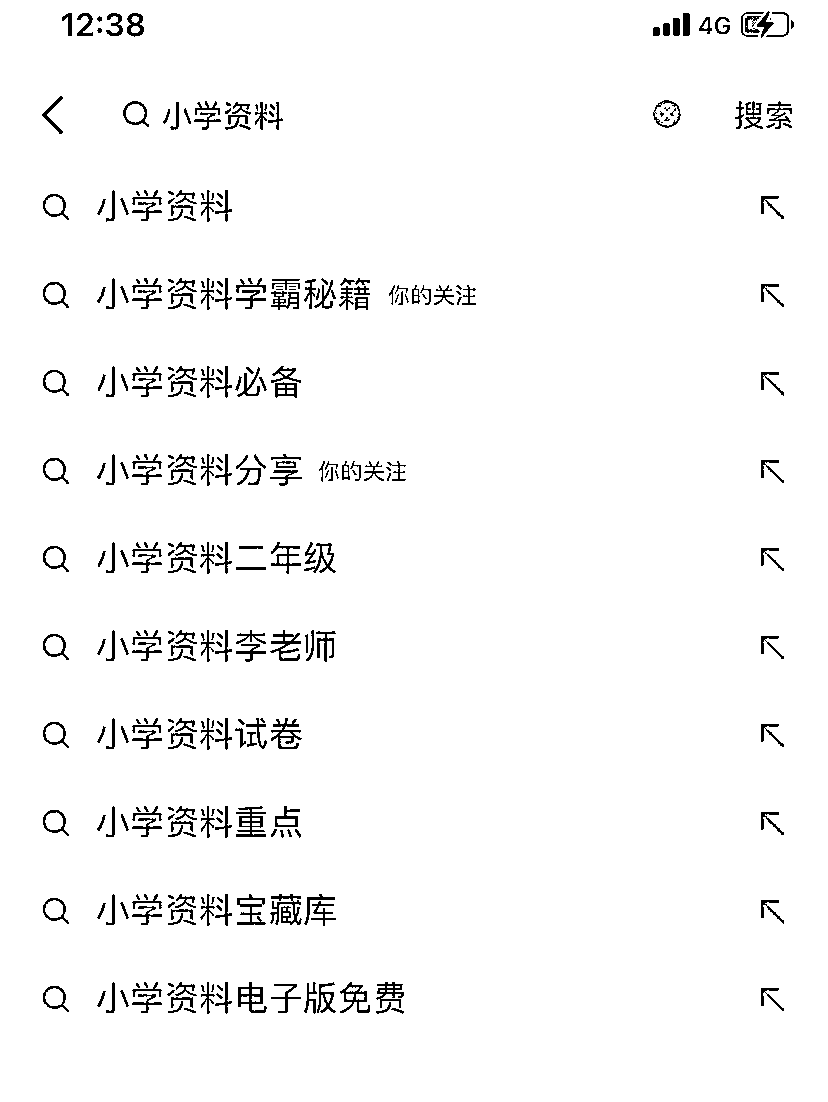 12:38 4G
小学资料 搜索
小学资料
小学资料学霸秘籍 你的关注
小学资料必备
小学资料分享 你的关注
小学资料二年级
小学资料李老师
小学资料试卷
小学资料重点
小学资料宝藏库
小学资料电子版免费